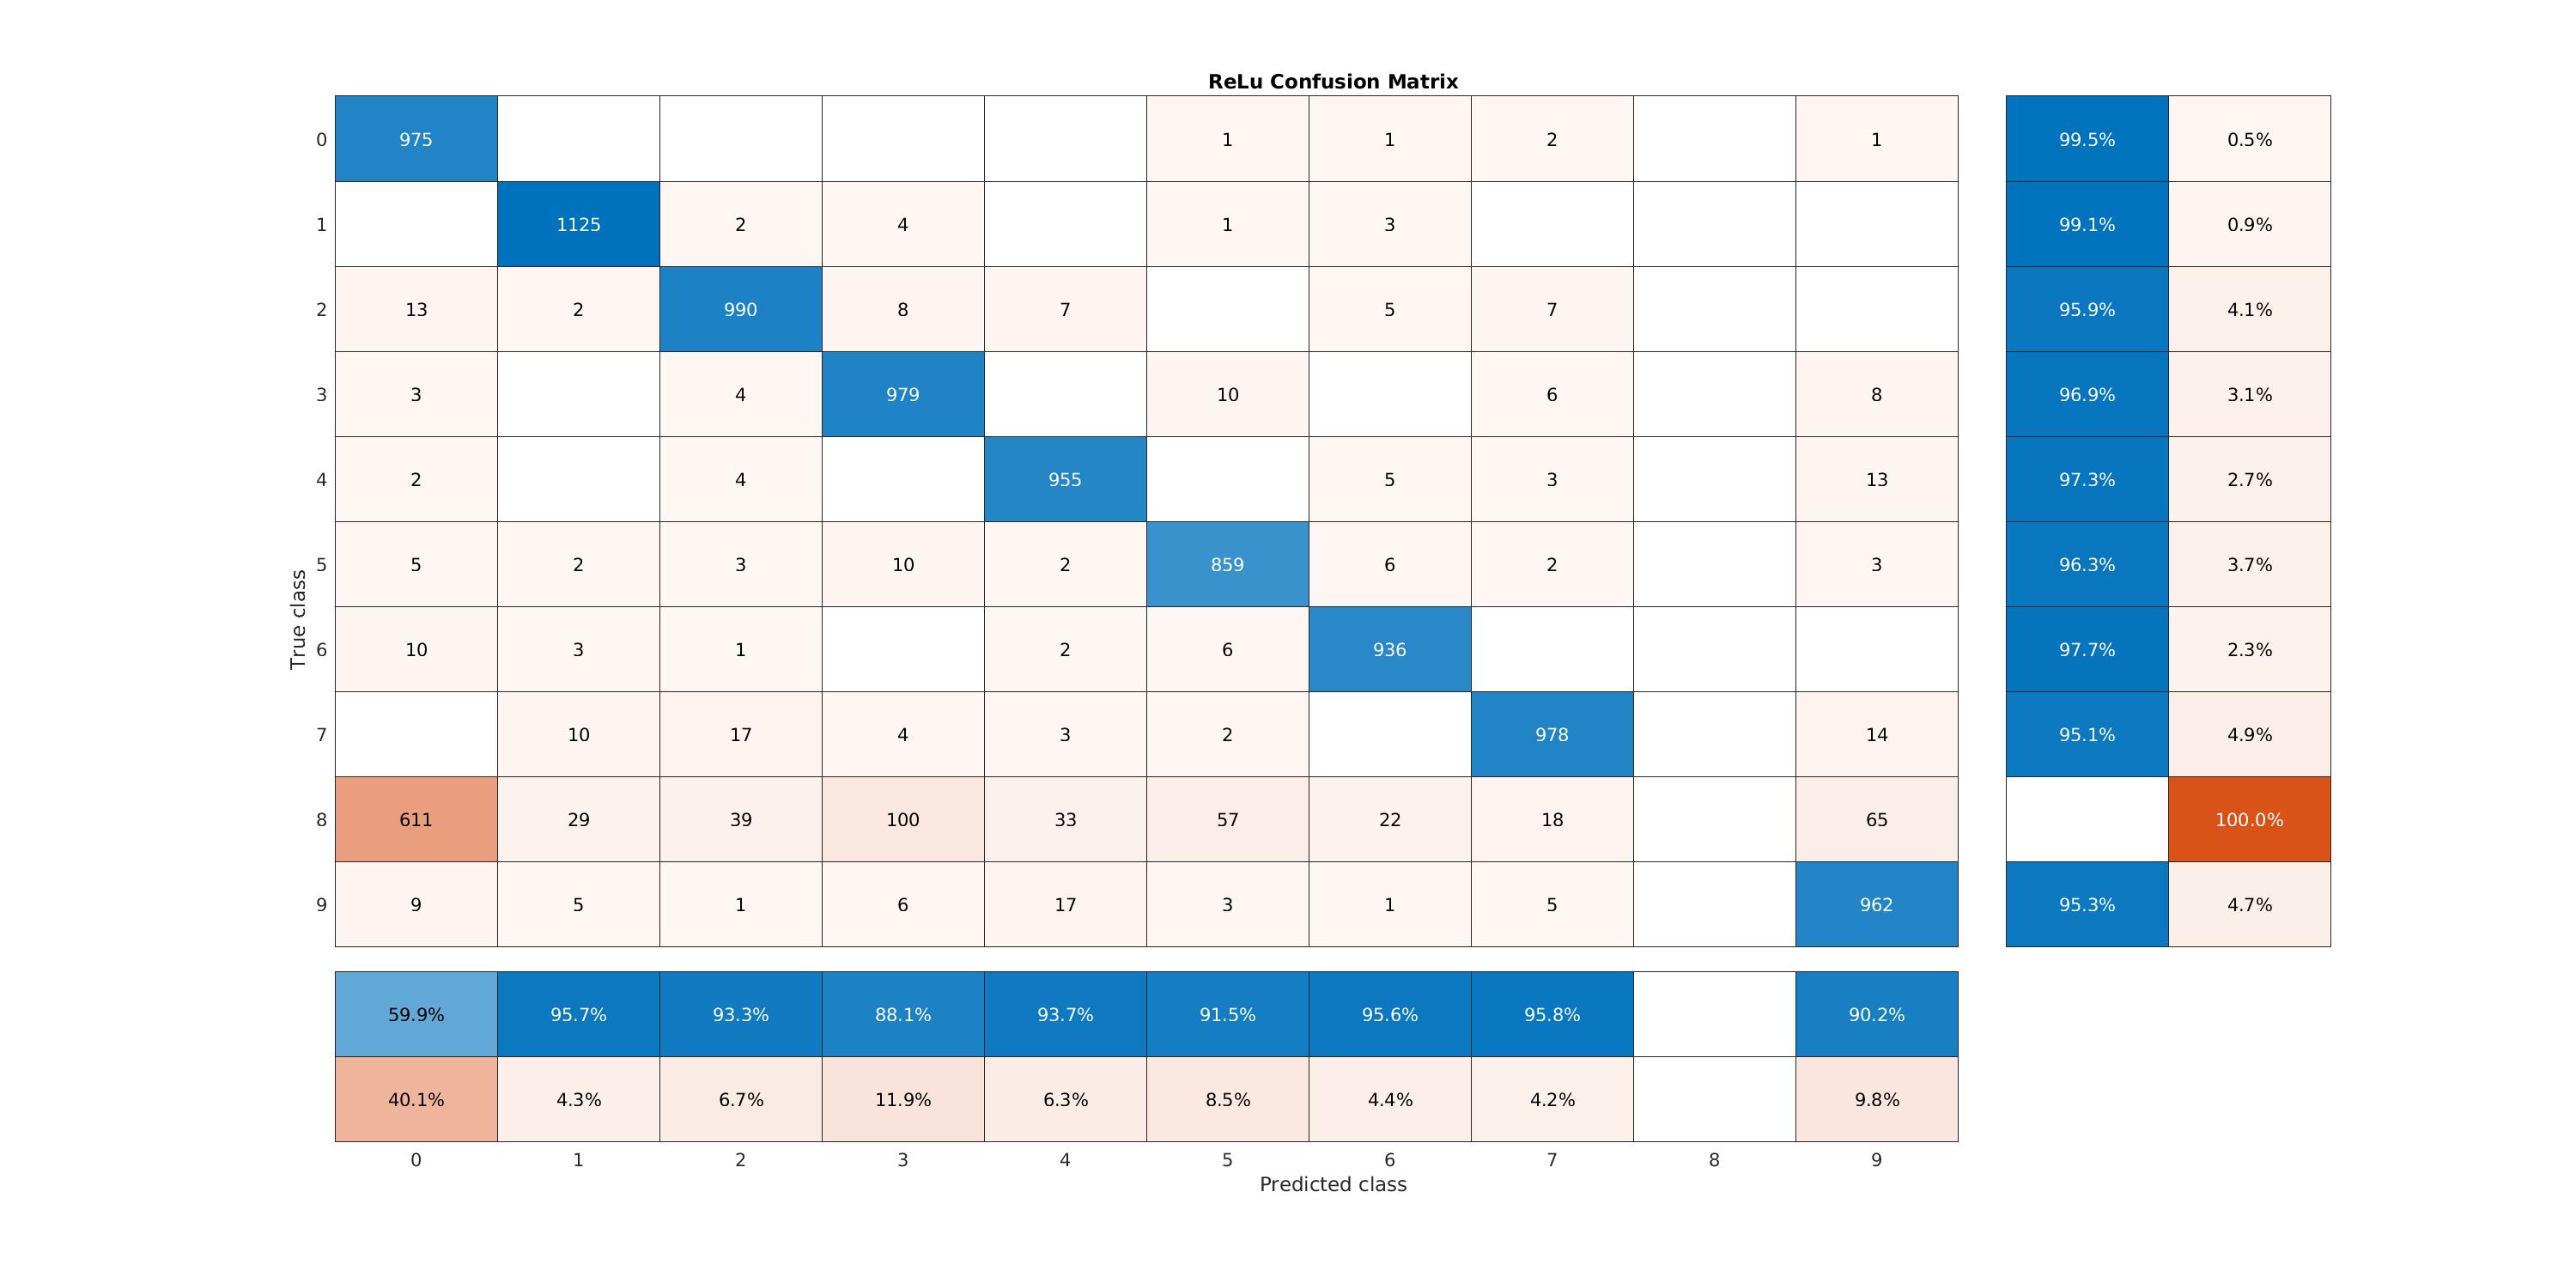 ReLu Confusion Matrix
0 975 1 1 2 1 99.5% 0.5%
1 1125 2 4 1 3 99.1% 0.9%
2 13 2 990 8 7 5 7 95.9% 4.1%
3 3 4 979 10 6 8 96.9% 3.1%
4 2 4 955 5 3 13 97.3% 2.7%
5 5 2 3 10 2 859 6 2 3 96.3% 3.7%
True class
6 10 3 1 2 6 936 97.7% 2.3%
7 10 17 4 3 2 978 14 95.1% 4.9%
8 611 29 39 100 33 57 22 18 65 100.0%
9 9 5 1 6 17 3 1 5 962 95.3% 4.7%
59.9% 95.7% 93.3% 88.1% 93.7% 91.5% 95.6% 95.8% 90.2%
40.1% 4.3% 6.7% 11.9% 6.3% 8.5% 4.4% 4.2% 9.8%
0 1 2 3 4 5 6 7 8 9
Predicted class